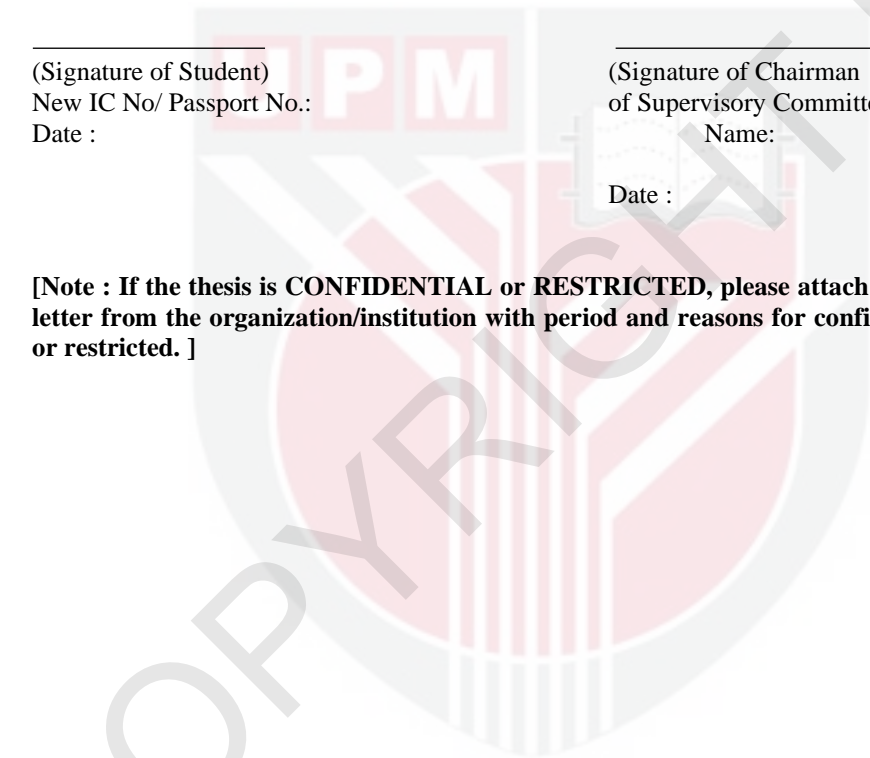 UPM
(Signature of Student)
New IC No/ Passport No.:
Date :
(Signature of Chairman
of Supervisory Committe
Name:
Date :
[Note : If the thesis is CONFIDENTIAL or RESTRICTED, please attach
letter from the organization/institution with period and reasons for confi
or restricted. ]
OPYRIGHT